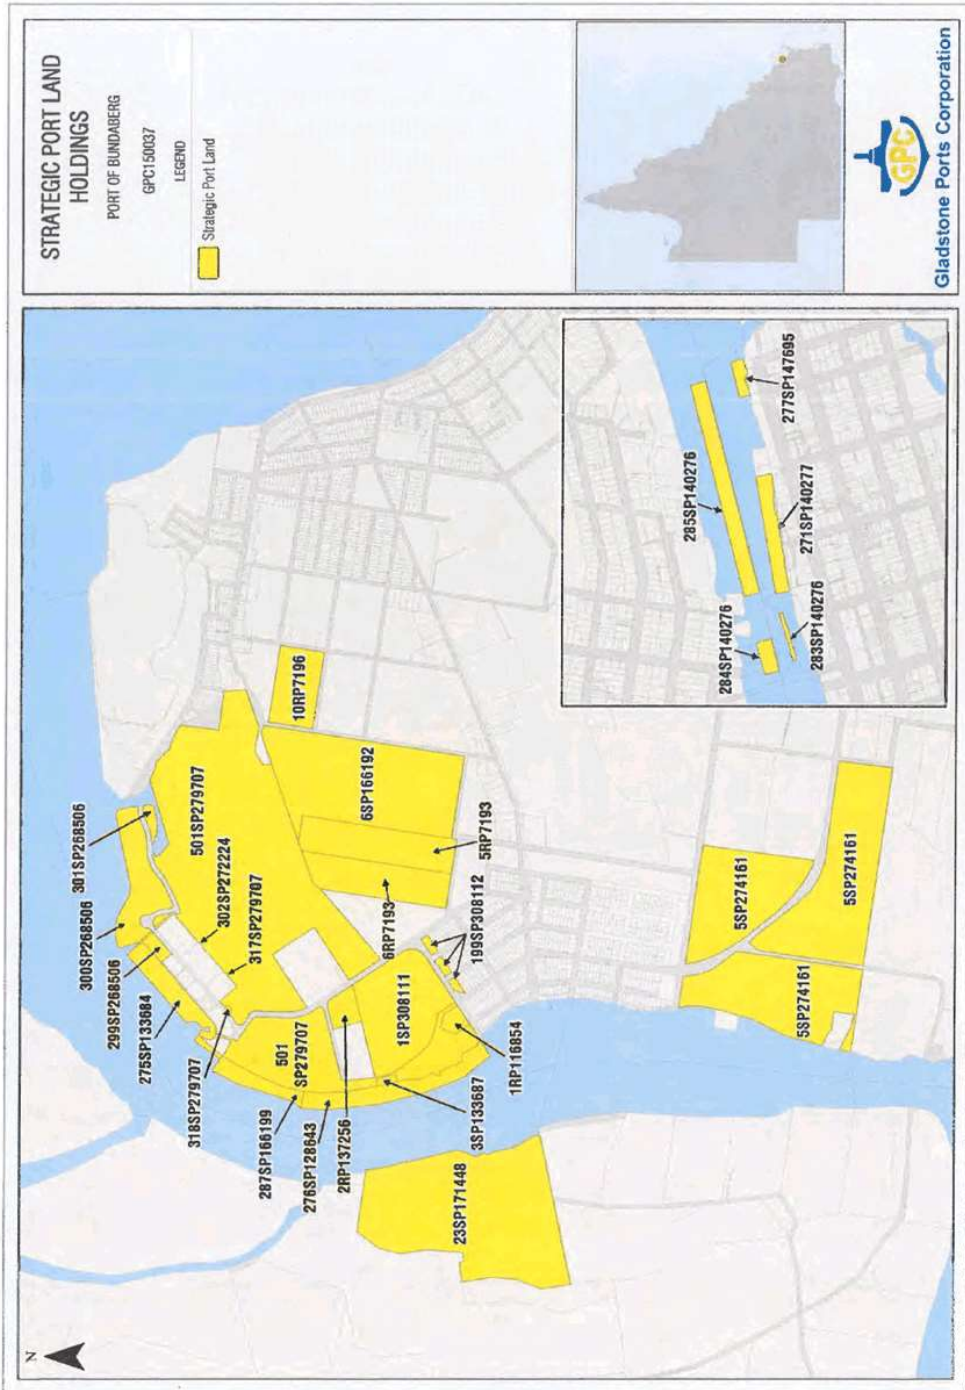 STRATEGIC PORT LAND
HOLDINGS
PORT OF BUNDABERG
GPC150037
LEGEND
Strategic Port Land
GPC
Gladstone Ports Corporation
N
300SP268506
301SP268506
299SP268506
275SP133684
501SP279707
302SP272224
317SP279707
318SP279707
10RP7196
6SP166192
5RP7193
6RP7193
199SP308112
501
SP279707
1SP308111
287SP166199
276SP128643
2RP137256
3SP133687
1RP116854
23SP171448
5SP274161
5SP274161
5SP274161
285SP140276
284SP140276
277SP147695
271SP140277
283SP140276